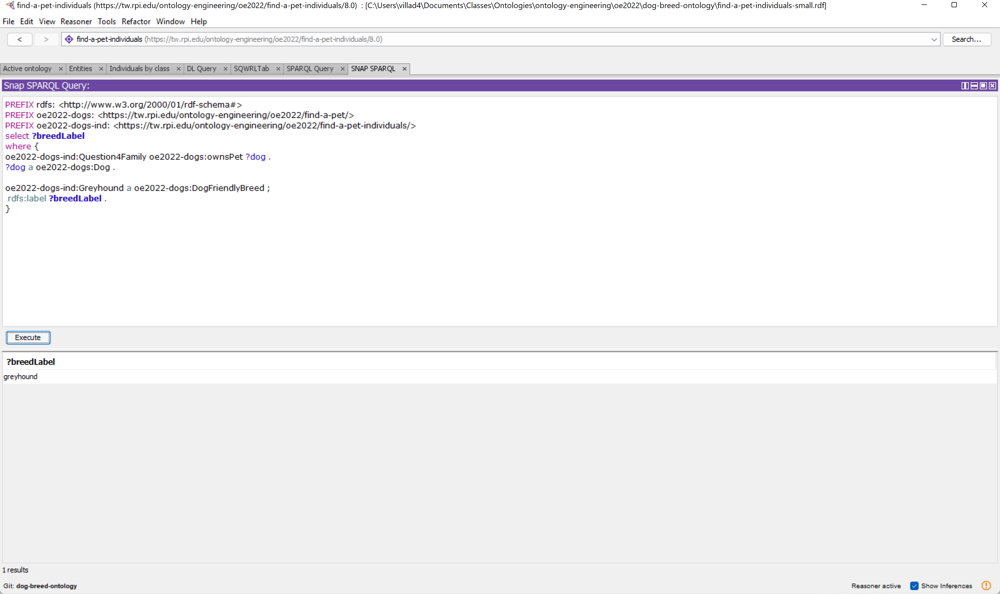 find-a-pet-individuals (https://tw.rpi.edu/ontology-engineering/oe2022/find-a-pet-individuals/8.0) : [C:\Users\villad4\Documents\Classes\Ontologies\ontology-engineering\oe2022\dog-breed-ontology\find-a-pet-individuals-small.rdf]
File Edit View Reasoner Tools Refactor Window Help
< > find-a-pet-individuals (https://tw.rpi.edu/ontology-engineering/oe2022/find-a-pet-individuals/8.0) Search...
Active ontology × Entities × Individuals by class × DL Query × SQWRLTab × SPARQL Query × SNAP SPARQL ×
Snap SPARQL Query:
PREFIX rdfs: <http://www.w3.org/2000/01/rdf-schema#>
PREFIX oe2022-dogs: <https://tw.rpi.edu/ontology-engineering/oe2022/find-a-pet/>
PREFIX oe2022-dogs-ind: <https://tw.rpi.edu/ontology-engineering/oe2022/find-a-pet-individuals/>
select ?breedLabel
where {
oe2022-dogs-ind:Question4Family oe2022-dogs:ownsPet ?dog .
?dog a oe2022-dogs:Dog .
oe2022-dogs-ind:Greyhound a oe2022-dogs:DogFriendlyBreed ;
rdfs:label ?breedLabel .
}
Execute
?breedLabel
greyhound
1 results
Git: dog-breed-ontology Reasoner active Show Inferences